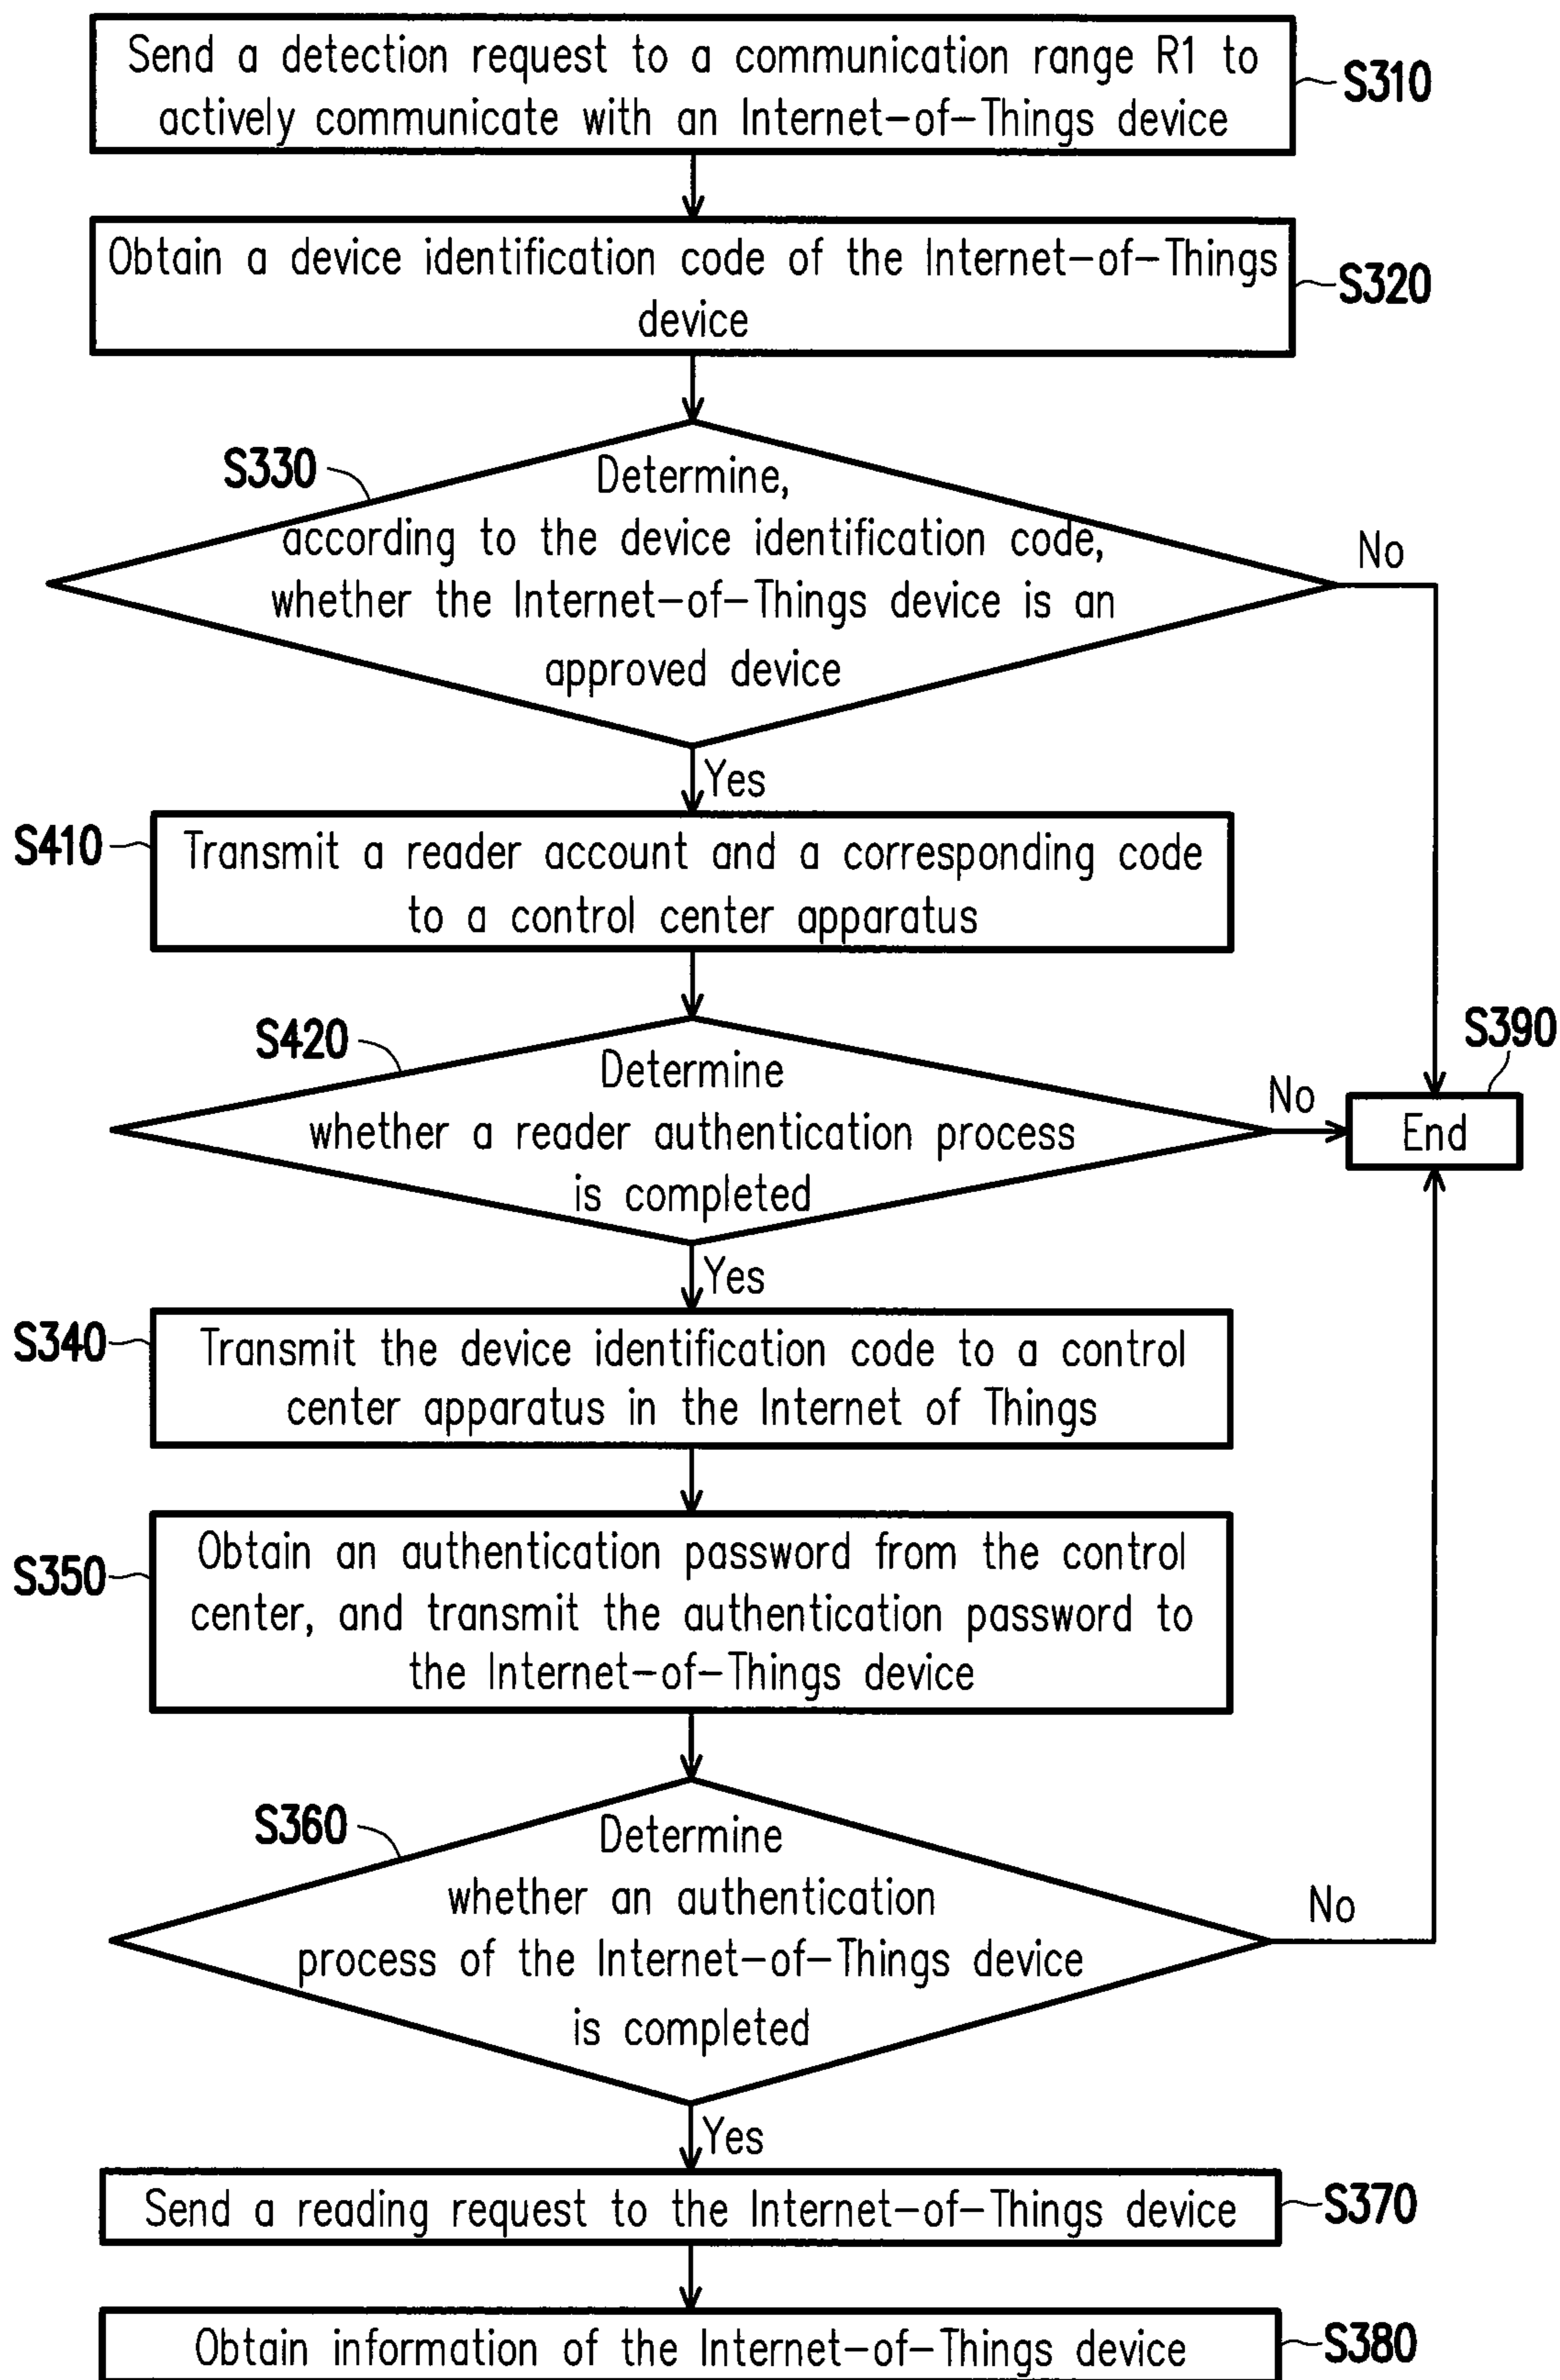 Send a detection request to a communication range R1 to
actively communicate with an Internet-of-Things device
S310
Obtain a device identification code of the Internet-of-Things
device
S320
S330
Determine,
according to the device identification code,
whether the Internet-of-Things device is an
approved device
No
Yes
S410
Transmit a reader account and a corresponding code
to a control center apparatus
S420
Determine
whether a reader authentication process
is completed
No
S390
End
Yes
S340
Transmit the device identification code to a control
center apparatus in the Internet of Things
S350
Obtain an authentication password from the control
center, and transmit the authentication password to
the Internet-of-Things device
S360
Determine
whether an authentication
process of the Internet-of-Things device
is completed
No
Yes
Send a reading request to the Internet-of-Things device
S370
Obtain information of the Internet-of-Things device
S380